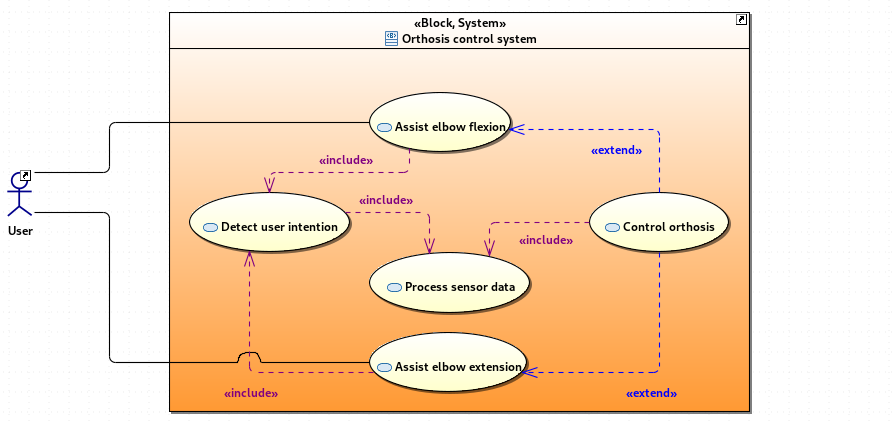 «Block, System»
Orthosis control system
Assist elbow flexion
«extend»
«include»
«include»
Detect user intention
Control orthosis
User
«include»
Process sensor data
Assist elbow extension
«include»
«extend»